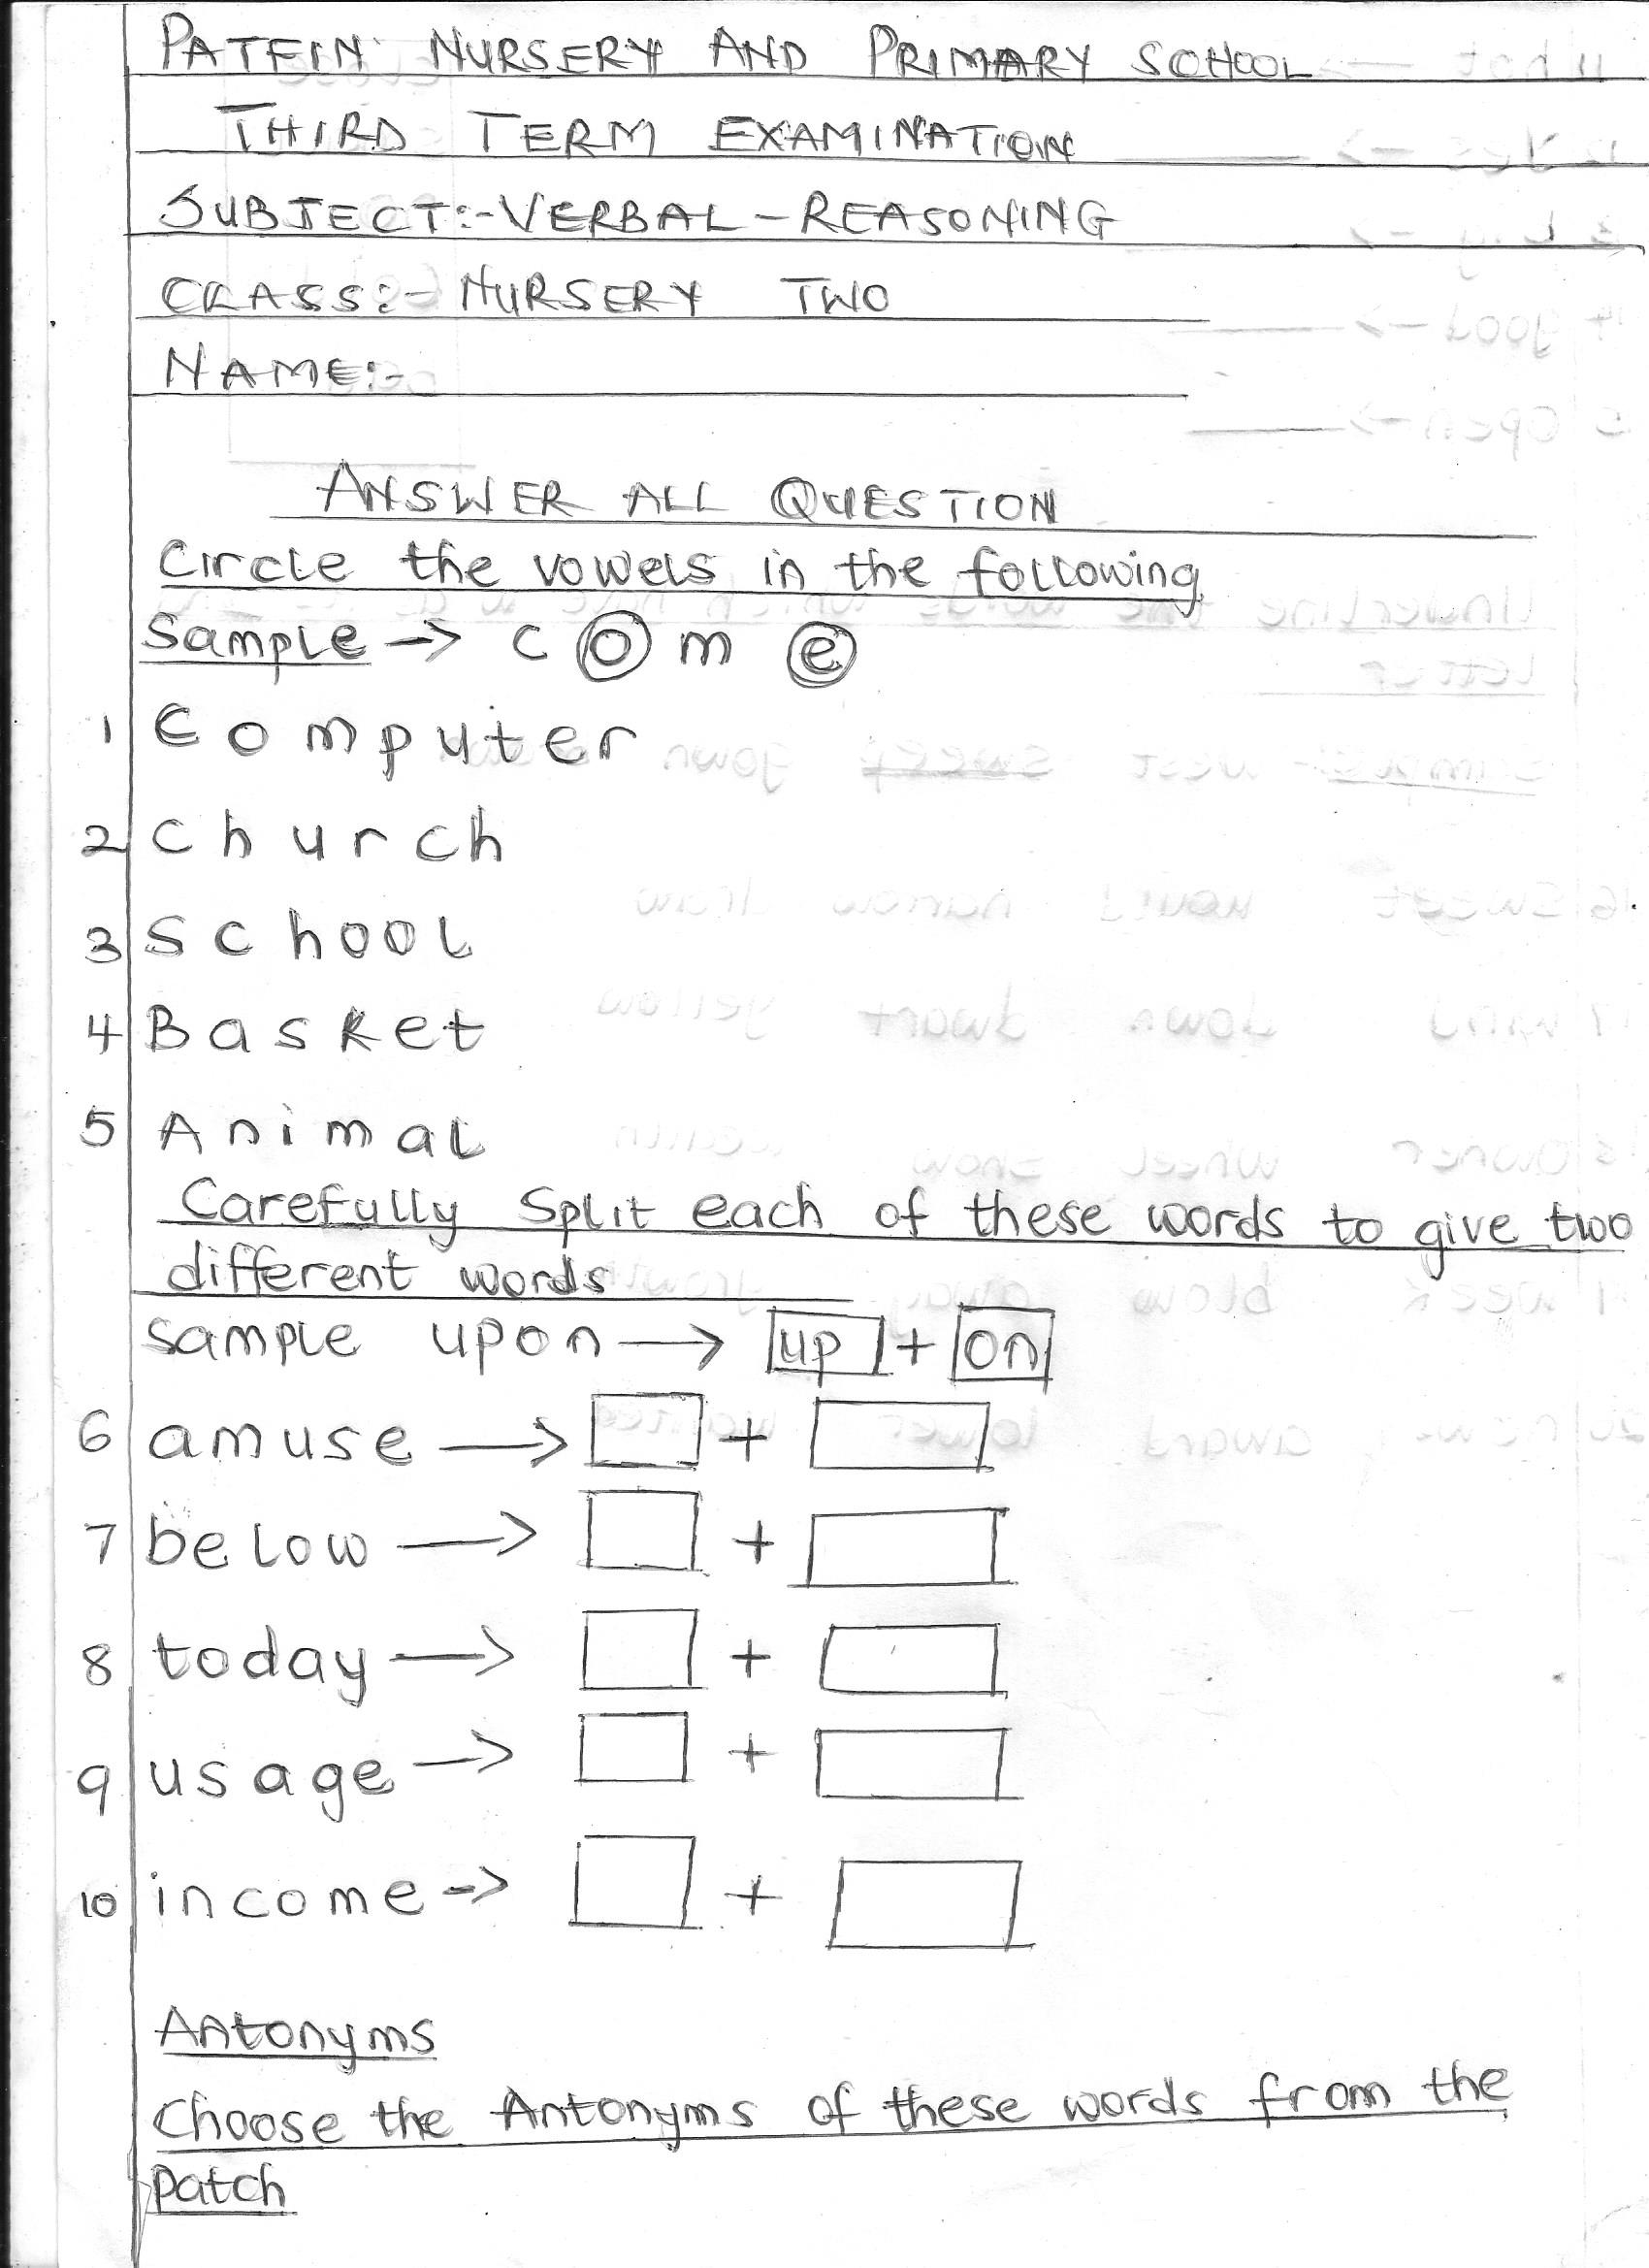 PATFIN NURSERY AND PRIMARY SCHOOL
THIRD TERM EXAMINATION
SUBJECT:-VERBAL-REASONING
CLASS:- NURSERY TWO
NAME:-
ANSWER ALL QUESTION
Circle the vowels in the following
Sample -> c o m e
1 Computer
2 church
3 School
4 Basket
5 Animal
Carefully Split each of these words to give two
different words
sample upon -> up + on
6 amuse -> +
7 below -> +
8 today -> +
9 usage -> +
10 income -> +
Antonyms
Choose the Antonyms of these words from the
Patch